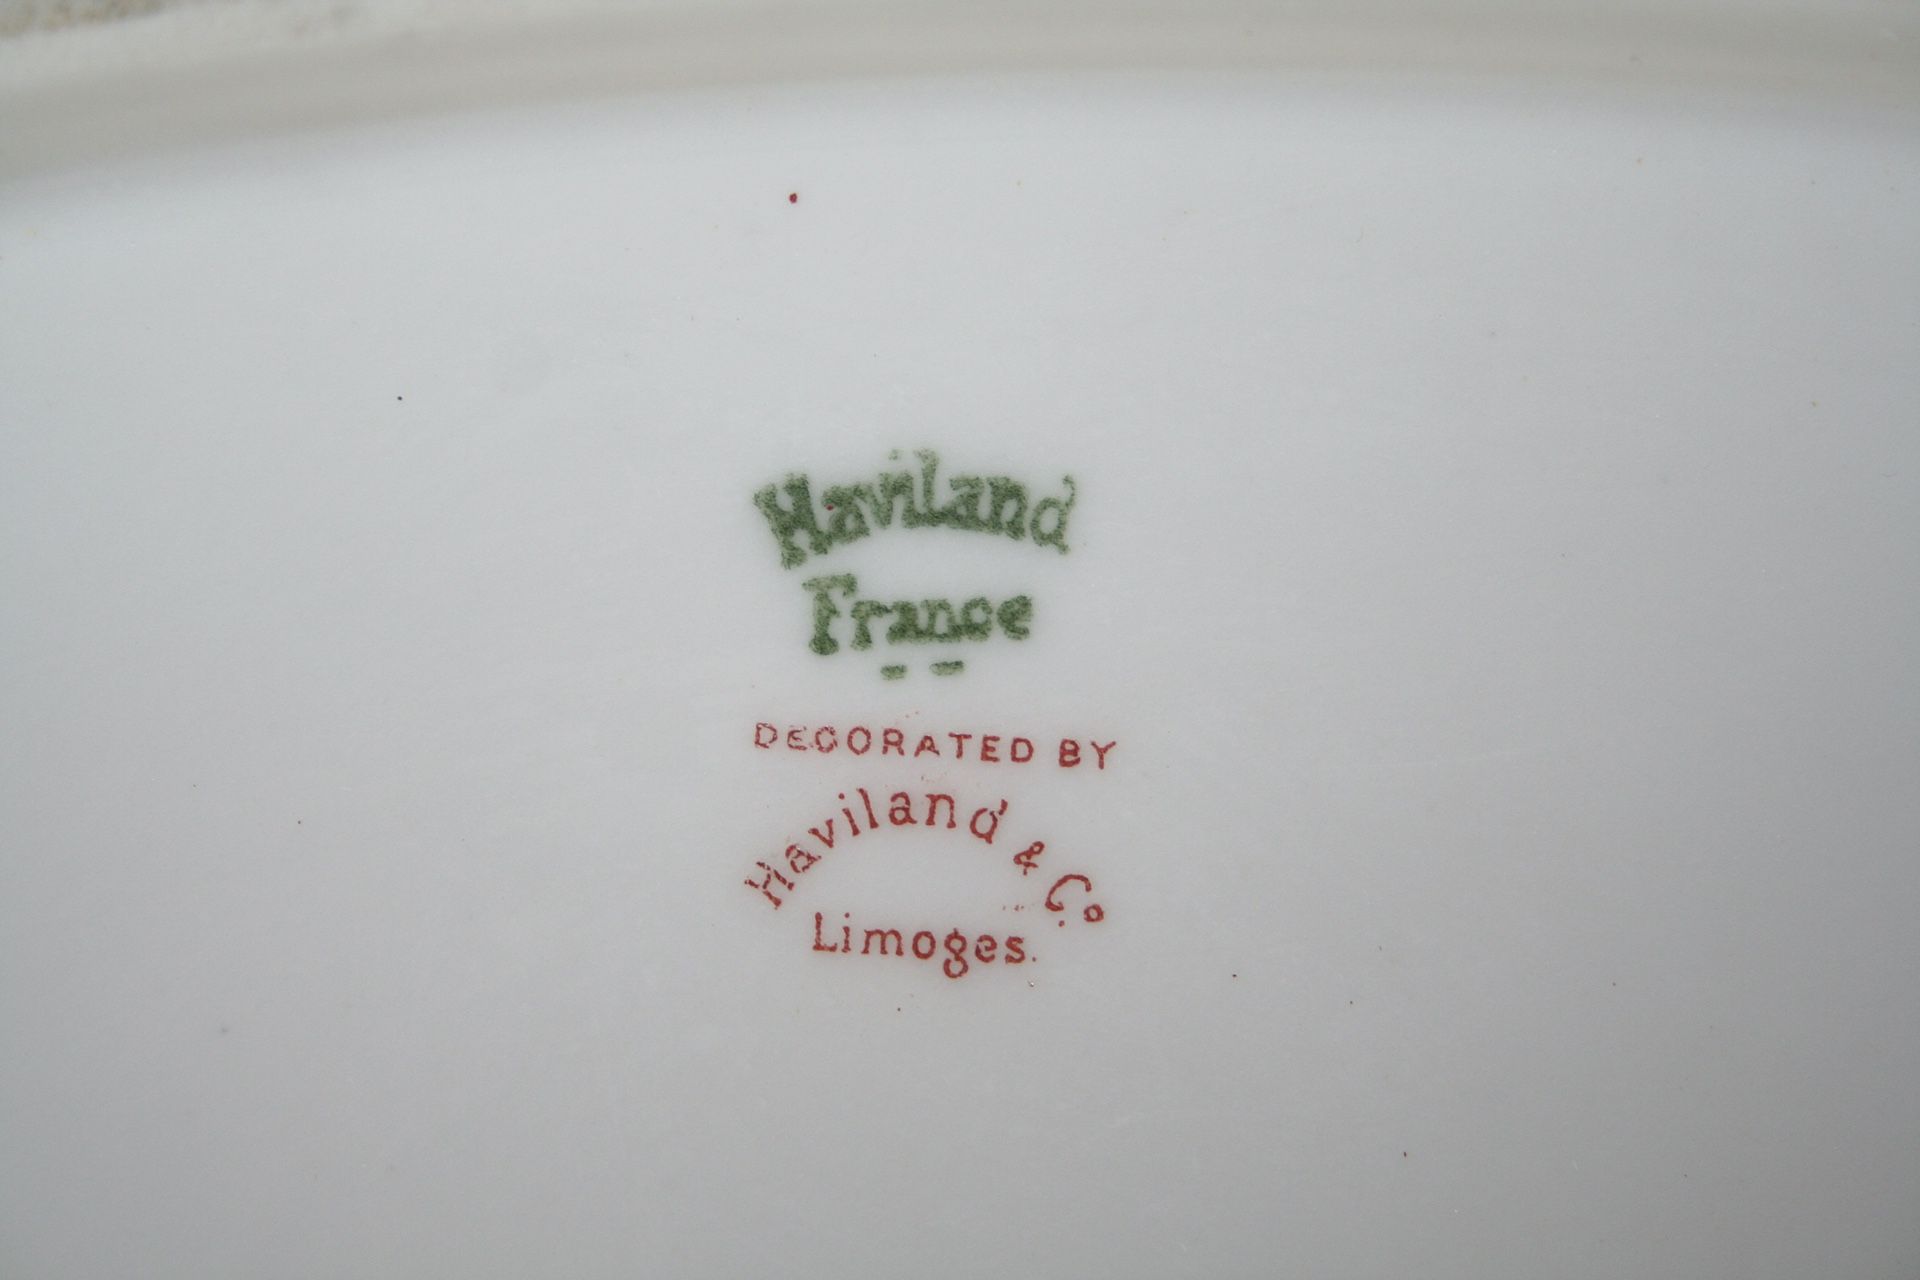 Haviland
France
DECORATED BY
Haviland & Co.
Limoges.